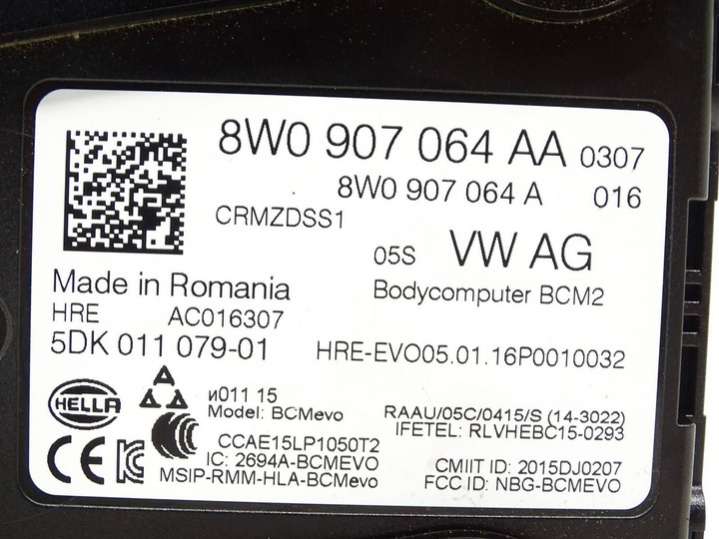 8W0 907 064 AA 0307
8W0 907 064 A 016
CRMZDSS1
05S VW AG
Made in Romania
Bodycomputer BCM2
HRE AC016307
5DK 011 079-01
HRE-EVO05.01.16P0010032
HELLA
и011 15
Model: BCMevo
RAAU/05C/0415/S (14-3022)
IFETEL: RLVHEBC15-0293
CCAE15LP1050T2
IC: 2694A-BCMEVO
CMIIT ID: 2015DJ0207
MSIP-RMM-HLA-BCMevo
FCC ID: NBG-BCMEVO